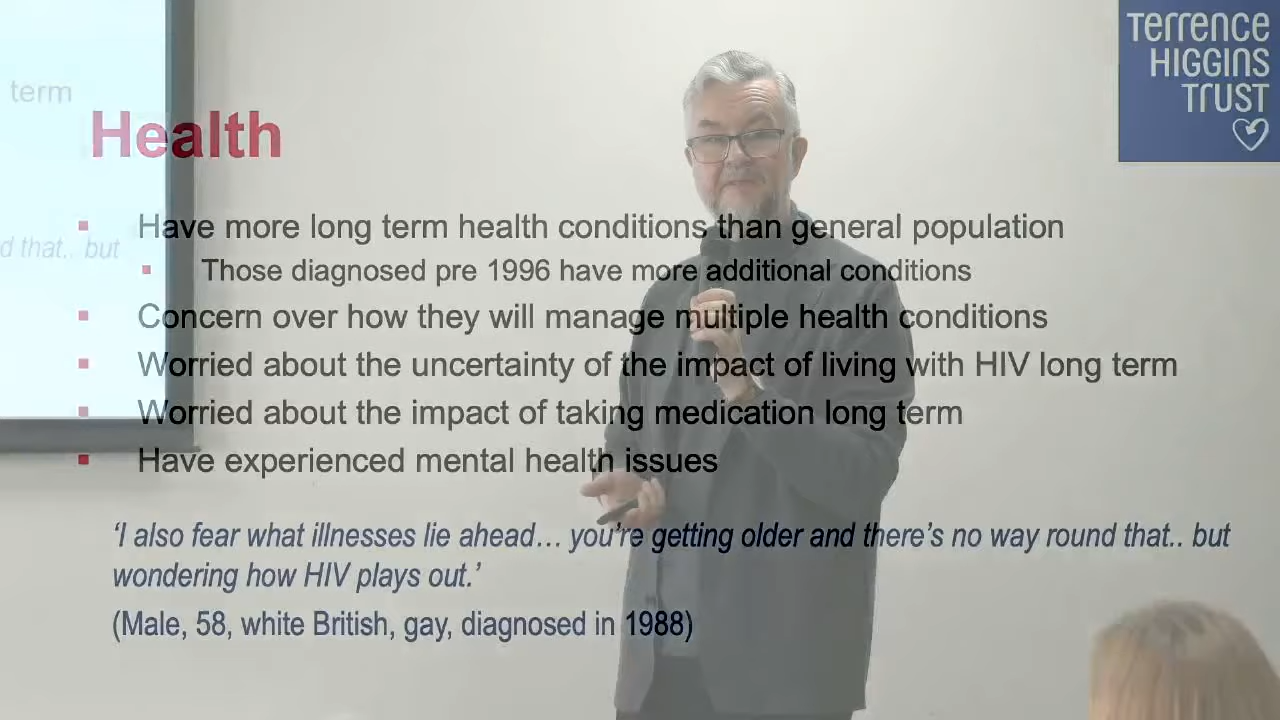 Terrence
HIGGINS
Trust
term
Health
Have more long term health conditions than general population
Those diagnosed pre 1996 have more additional conditions
Concern over how they will manage multiple health conditions
Worried about the uncertainty of the impact of living with HIV long term
Worried about the impact of taking medication long term
Have experienced mental health issues
d that.. but
‘I also fear what illnesses lie ahead… you’re getting older and there’s no way round that.. but
wondering how HIV plays out.’
(Male, 58, white British, gay, diagnosed in 1988)